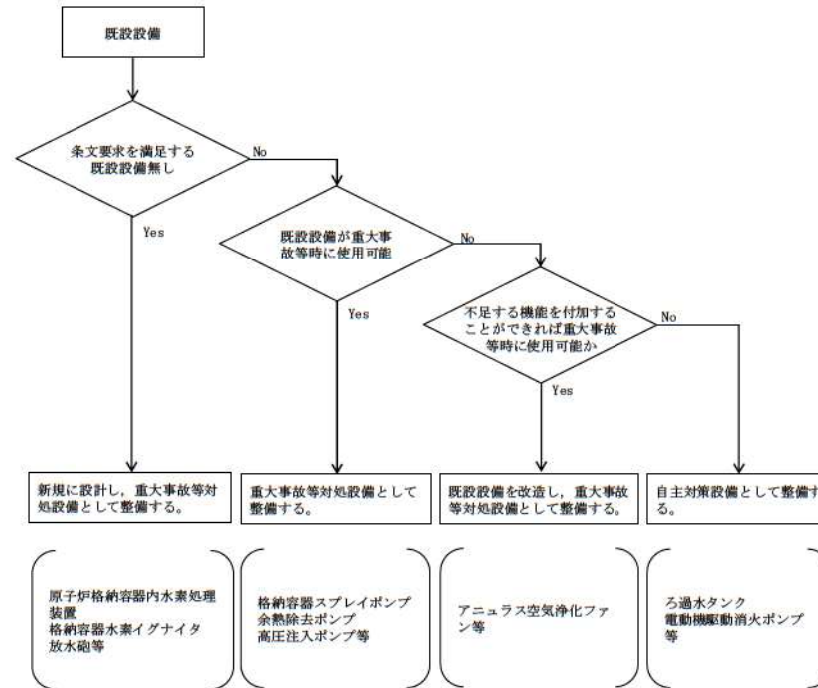 既設設備
条文要求を満足する
既設設備無し
No
Yes
既設設備が重大事
故等時に使用可能
No
Yes
不足する機能を付加する
ことができれば重大事故
等時に使用可能か
No
Yes
新規に設計し，重大事故等対
処設備として整備する。
重大事故等対処設備として
整備する。
既設設備を改造し，重大事故
等対処設備として整備する。
自主対策設備として整備す
る。
原子炉格納容器内水素処理
装置
格納容器水素イグナイタ
放水砲等
格納容器スプレイポンプ
余熱除去ポンプ
高圧注入ポンプ等
アニュラス空気浄化ファ
ン等
ろ過水タンク
電動機駆動消火ポンプ
等